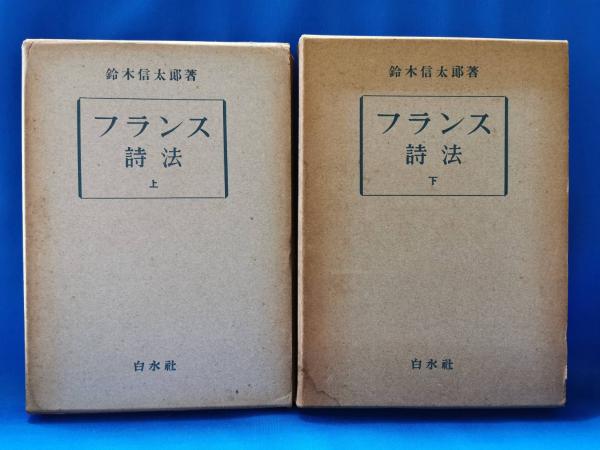 鈴木信太郎著
フランス
詩法
上
白水社
鈴木信太郎著
フランス
詩法
下
白水社